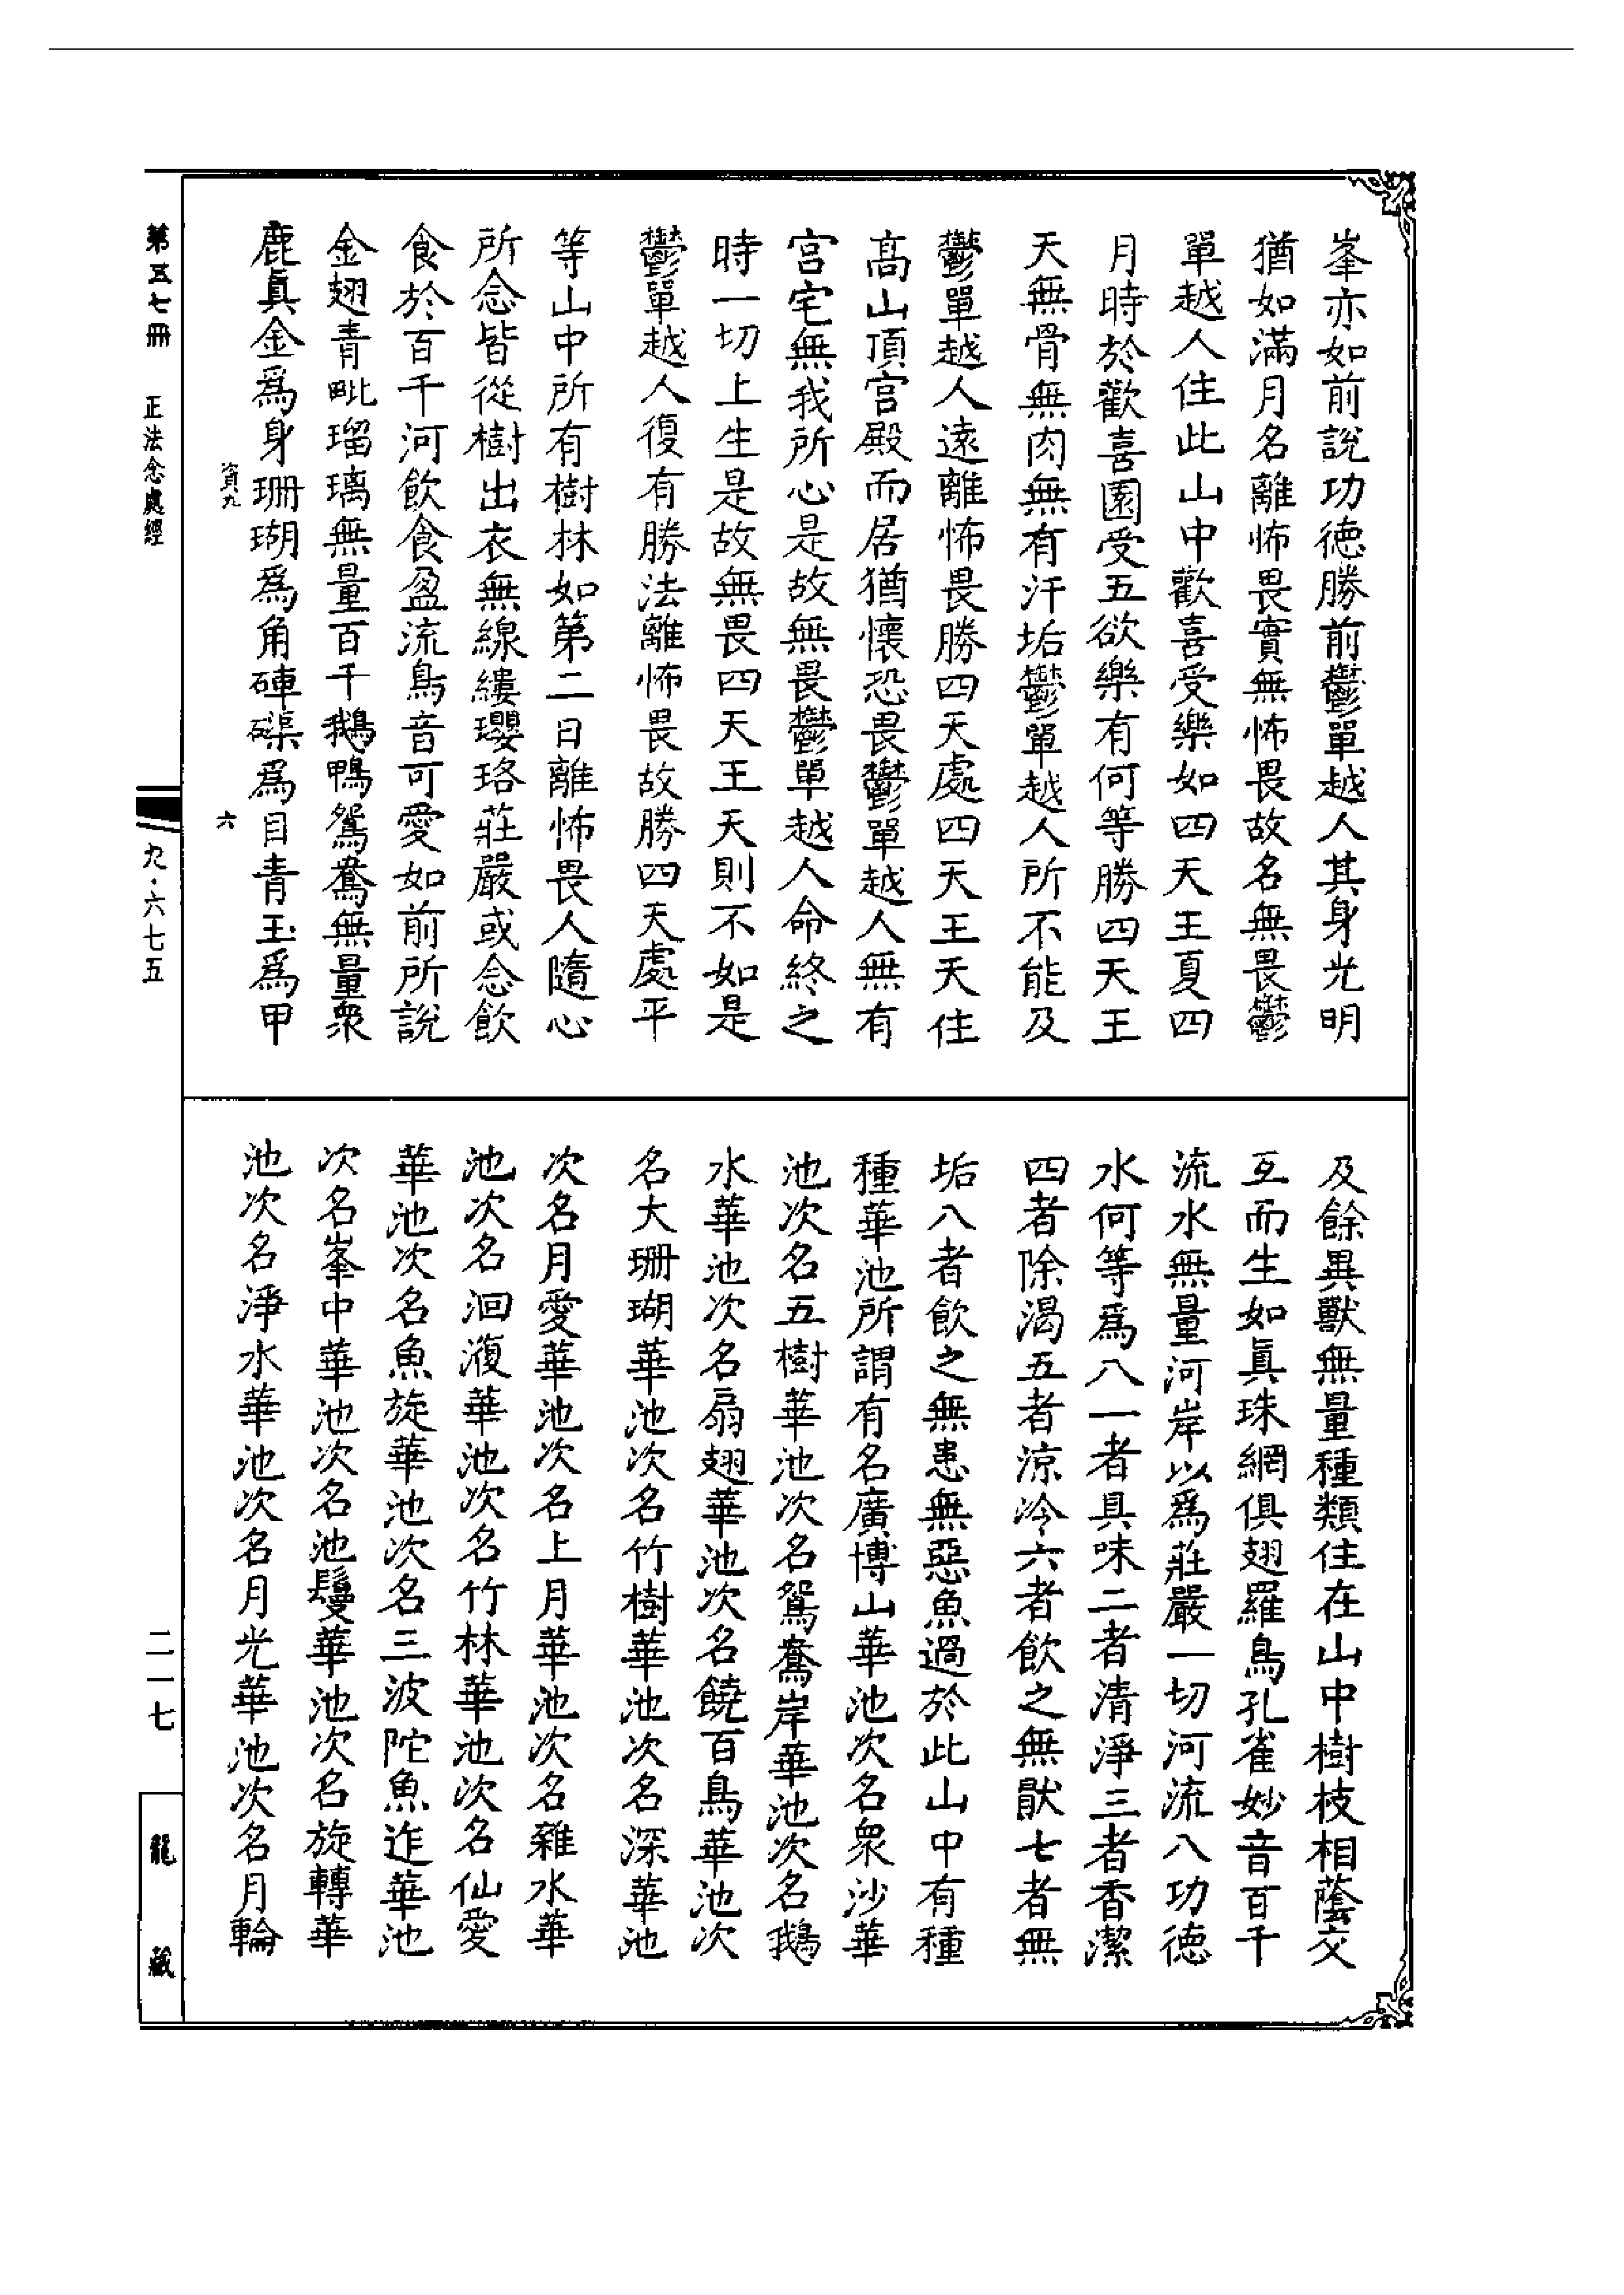 峯亦如前說功德勝前鬱單越人其身光明
猶如滿月名離怖畏實無怖畏故名無畏鬱
單越人住此山中歡喜受樂如四天王夏四
月時於歡喜園受五欲樂有何等勝四天王
天無骨無肉無有汗垢鬱單越人所不能及
鬱單越人遠離怖畏勝四天處四天王天住
高山頂宮殿而居猶懷恐畏鬱單越人無有
宮宅無我所心是故無畏鬱單越人命終之
時一切上生是故無畏四天王天則不如是
鬱單越人復有勝法離怖畏故勝四天處平
等山中所有樹林如第二日離怖畏人隨心
所念皆從樹出衣無線縷瓔珞莊嚴或念飲
食於百千河飲食盈流鳥音可愛如前所說
金翅青毗瑠璃無量百千鵝鴨鴛鴦無量衆
鹿眞金爲身珊瑚爲角硨磲爲目青玉爲甲
及餘異獸無量種類住在山中樹枝相蔭交
互而生如眞珠網俱翅羅鳥孔雀妙音百千
流水無量河岸以爲莊嚴一切河流八功德
水何等爲八一者具味二者清淨三者香潔
四者除渴五者涼冷六者飲之無猒七者無
垢八者飲之無患無惡魚過於此山中有種
種華池所謂有名廣博山華池次名衆沙華
池次名五樹華池次名鴛鴦岸華池次名鵝
水華池次名扇翅華池次名饒百鳥華池次
名大珊瑚華池次名竹樹華池次名深華池
次名月愛華池次名上月華池次名雜水華
池次名洄澓華池次名竹林華池次名仙愛
華池次名魚旋華池次名三波陀魚迮華池
次名峯中華池次名池鬘華池次名旋轉華
池次名淨水華池次名月光華池次名月輪
資九
六
第五七冊
正法念處經
九·六七五
二一七
龍藏